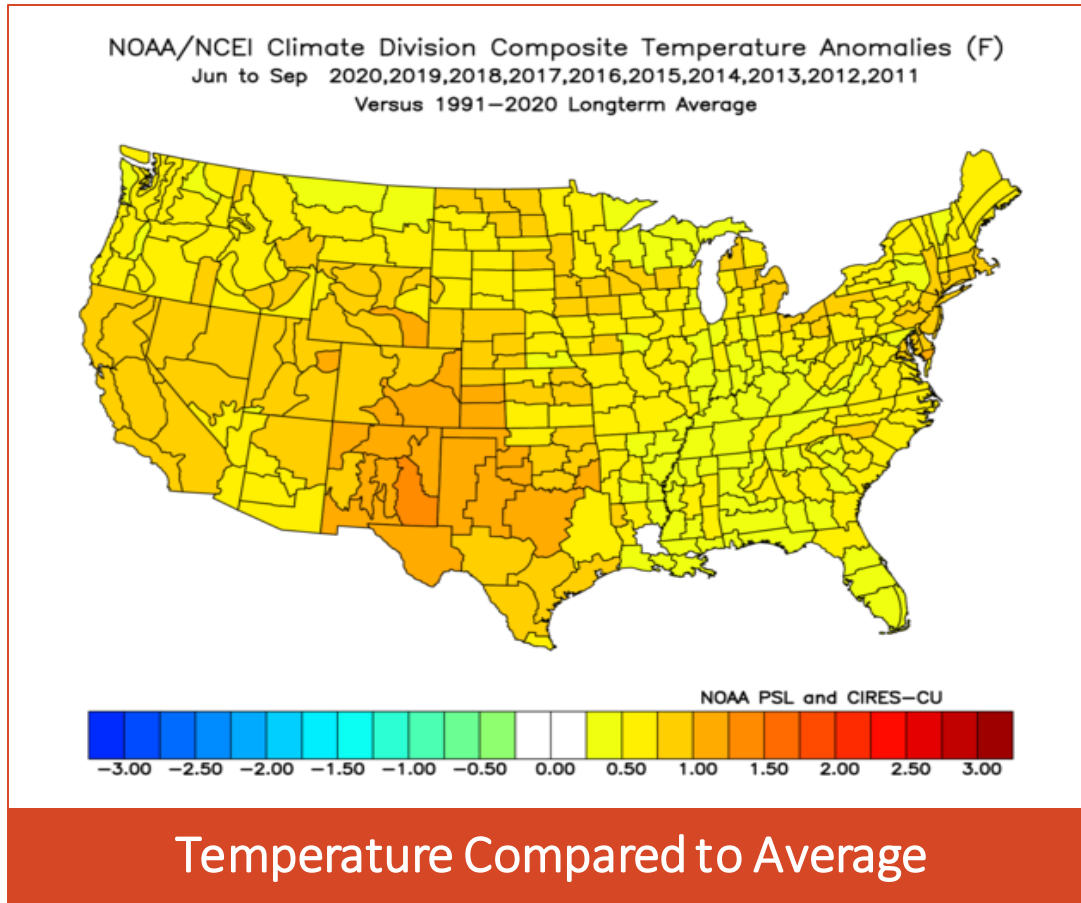 NOAA/NCEI Climate Division Composite Temperature Anomalies (F)
Jun to Sep 2020,2019,2018,2017,2016,2015,2014,2013,2012,2011
Versus 1991−2020 Longterm Average
NOAA PSL and CIRES−CU
−3.00 −2.50 −2.00 −1.50 −1.00 −0.50 0.00 0.50 1.00 1.50 2.00 2.50 3.00
Temperature Compared to Average